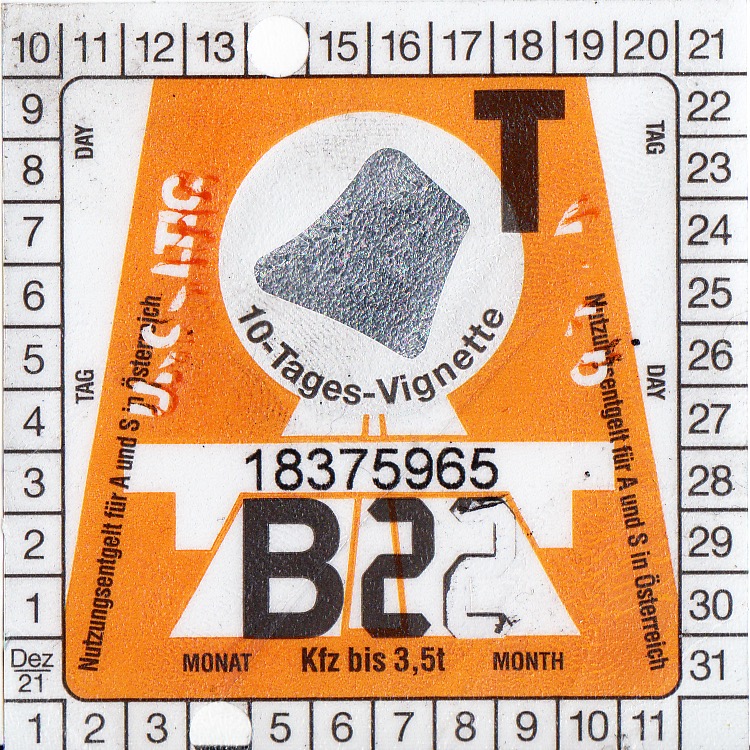 10 11 12 13 15 16 17 18 19 20 21
9 22
8 23
7 24
6 25
5 26
4 27
3 28
2 29
1 30
Dez 21 31
1 2 3 5 6 7 8 9 10 11
DAY
TAG
T
TAG
DAY
10-Tages-Vignette
Nutzungsentgelt für A und S in Österreich
Nutzungsentgelt für A und S in Österreich
18375965
B22
MONAT Kfz bis 3,5t MONTH